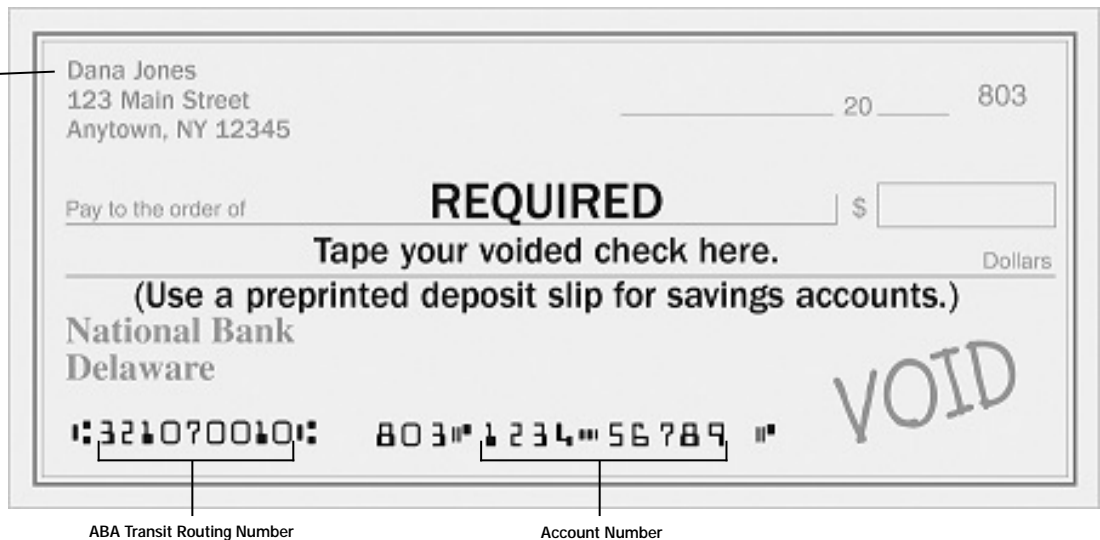 Dana Jones
123 Main Street
Anytown, NY 12345
20
803
Pay to the order of
REQUIRED
$
Tape your voided check here.
Dollars
(Use a preprinted deposit slip for savings accounts.)
National Bank
Delaware
VOID
⑆321070010⑆ 803⑈1234⑉56789 ⑈
ABA Transit Routing Number
Account Number